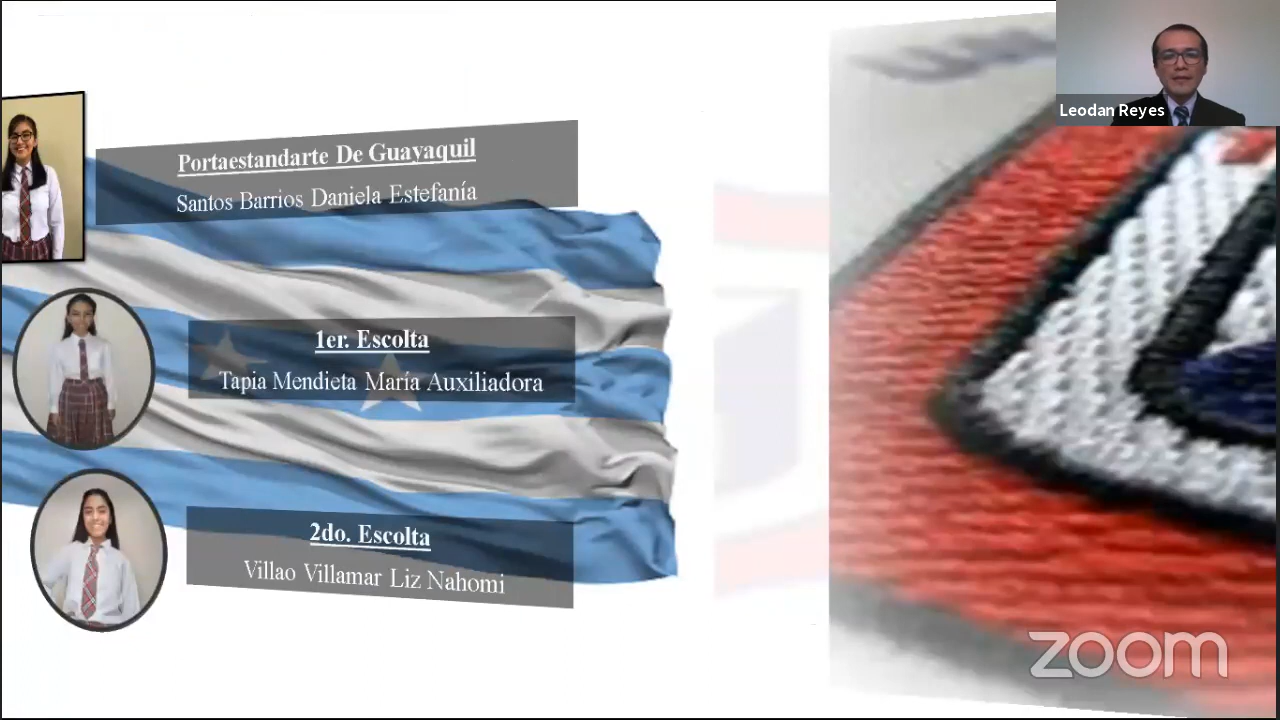 Leodan Reyes
Portaestandarte De Guayaquil
Santos Barrios Daniela Estefanía
1er. Escolta
Tapia Mendieta María Auxiliadora
2do. Escolta
Villao Villamar Liz Nahomi
zoom